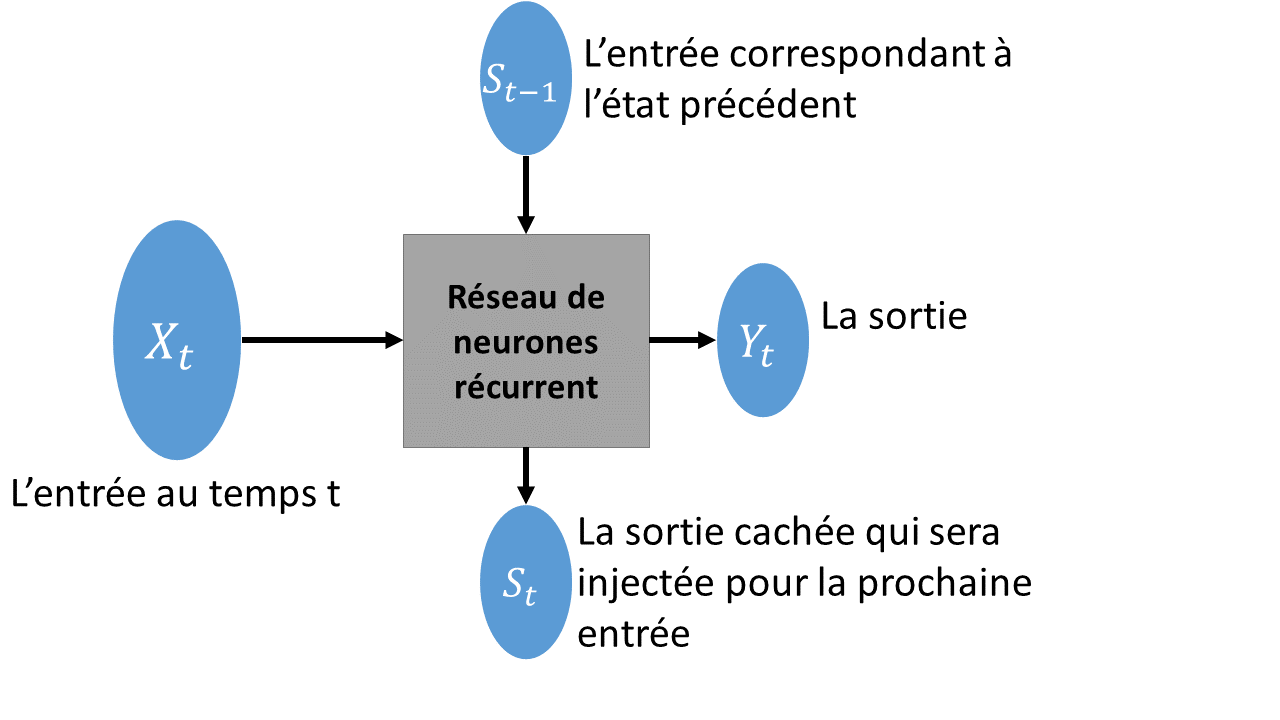 S_{t-1}
L’entrée correspondant à
l’état précédent
X_t
L’entrée au temps t
Réseau de
neurones
récurrent
Y_t
La sortie
S_t
La sortie cachée qui sera
injectée pour la prochaine
entrée